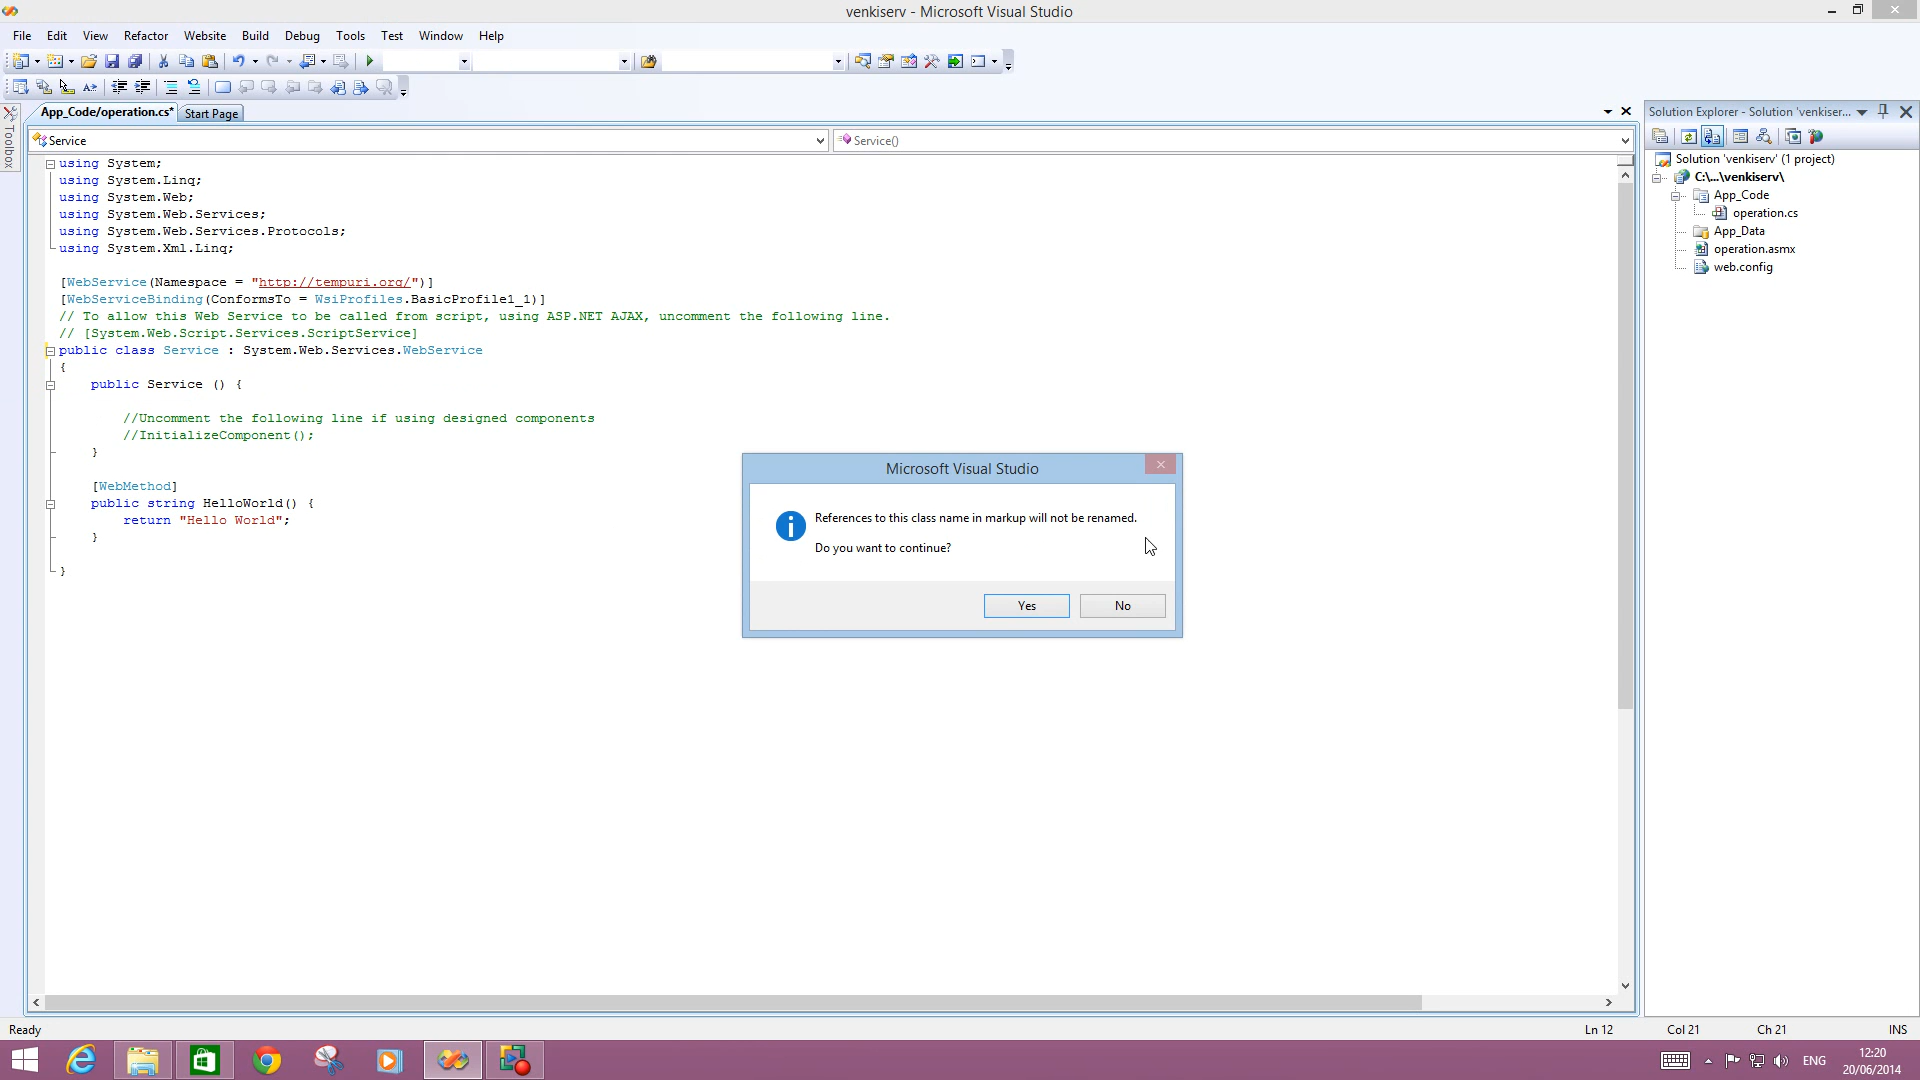 venkiserv - Microsoft Visual Studio
File Edit View Refactor Website Build Debug Tools Test Window Help
App_Code/operation.cs* Start Page
Service
Service()
Toolbox
using System;
using System.Linq;
using System.Web;
using System.Web.Services;
using System.Web.Services.Protocols;
using System.Xml.Linq;
[WebService(Namespace = "http://tempuri.org/")]
[WebServiceBinding(ConformsTo = WsiProfiles.BasicProfile1_1)]
// To allow this Web Service to be called from script, using ASP.NET AJAX, uncomment the following line.
// [System.Web.Script.Services.ScriptService]
public class Service : System.Web.Services.WebService
{
public Service () {
//Uncomment the following line if using designed components
//InitializeComponent();
}
[WebMethod]
public string HelloWorld() {
return "Hello World";
}
}
Microsoft Visual Studio
References to this class name in markup will not be renamed.
Do you want to continue?
Yes No
Solution Explorer - Solution 'venkiser...
Solution 'venkiserv' (1 project)
C:\...\venkiserv\
App_Code
operation.cs
App_Data
operation.asmx
web.config
Ready Ln 12 Col 21 Ch 21 INS
ENG
12:20
20/06/2014